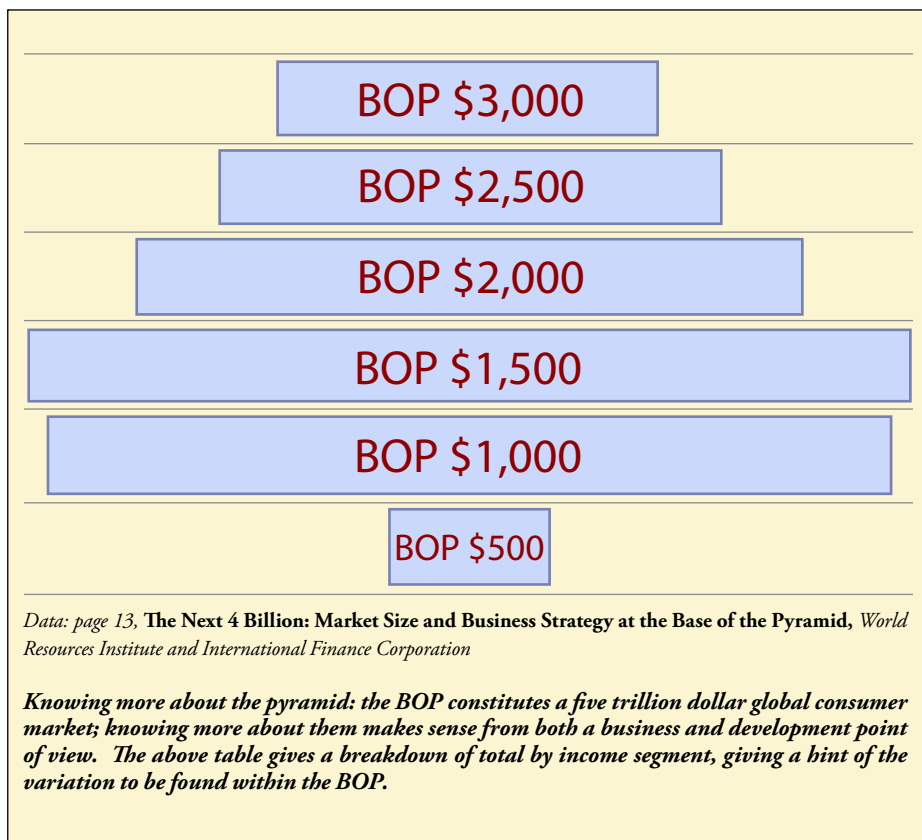 BOP $3,000
BOP $2,500
BOP $2,000
BOP $1,500
BOP $1,000
BOP $500
Data: page 13, The Next 4 Billion: Market Size and Business Strategy at the Base of the Pyramid, World
Resources Institute and International Finance Corporation
Knowing more about the pyramid: the BOP constitutes a five trillion dollar global consumer
market; knowing more about them makes sense from both a business and development point
of view.  The above table gives a breakdown of total by income segment, giving a hint of the
variation to be found within the BOP.